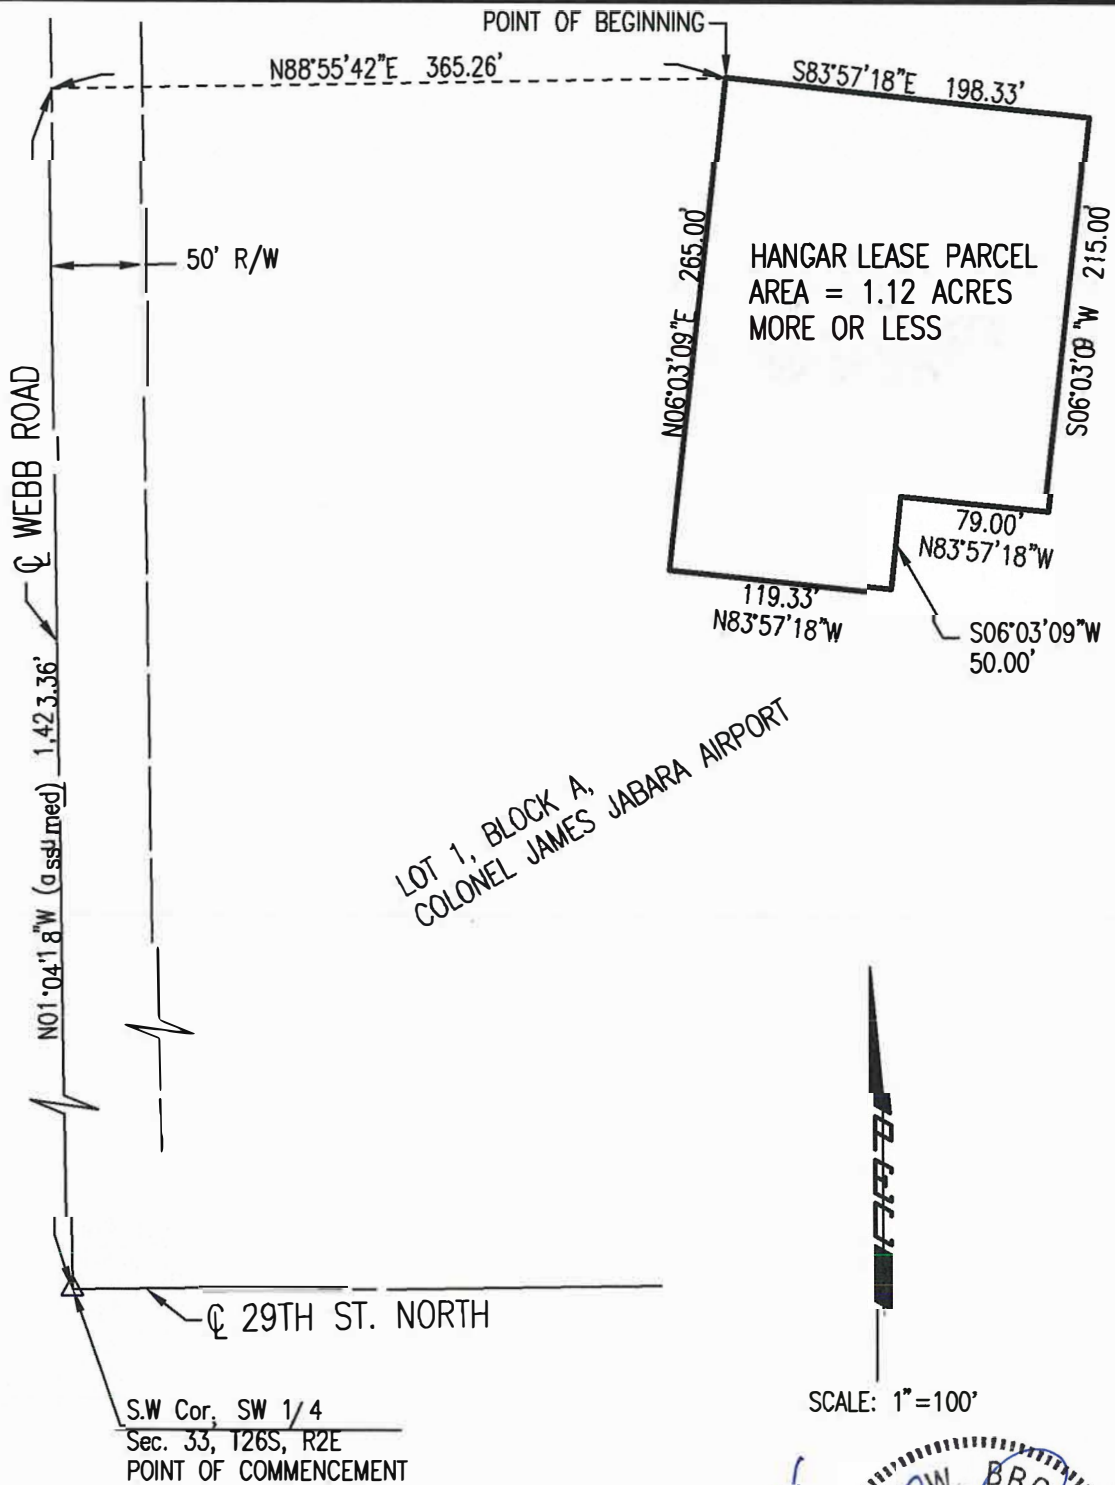 POINT OF BEGINNING
N88°55'42"E 365.26'
S83°57'18"E 198.33'
50' R/W
HANGAR LEASE PARCEL
AREA = 1.12 ACRES
MORE OR LESS
N06°03'09"E 265.00'
S06°03'09"W 215.00'
℄ WEBB ROAD
79.00'
N83°57'18"W
119.33'
N83°57'18"W
S06°03'09"W
50.00'
N01°04'18"W (assumed) 1,423.36'
LOT 1, BLOCK A,
COLONEL JAMES JABARA AIRPORT
℄ 29TH ST. NORTH
S.W Cor, SW 1/4
Sec. 33, T26S, R2E
POINT OF COMMENCEMENT
SCALE: 1"=100'
W. BRO